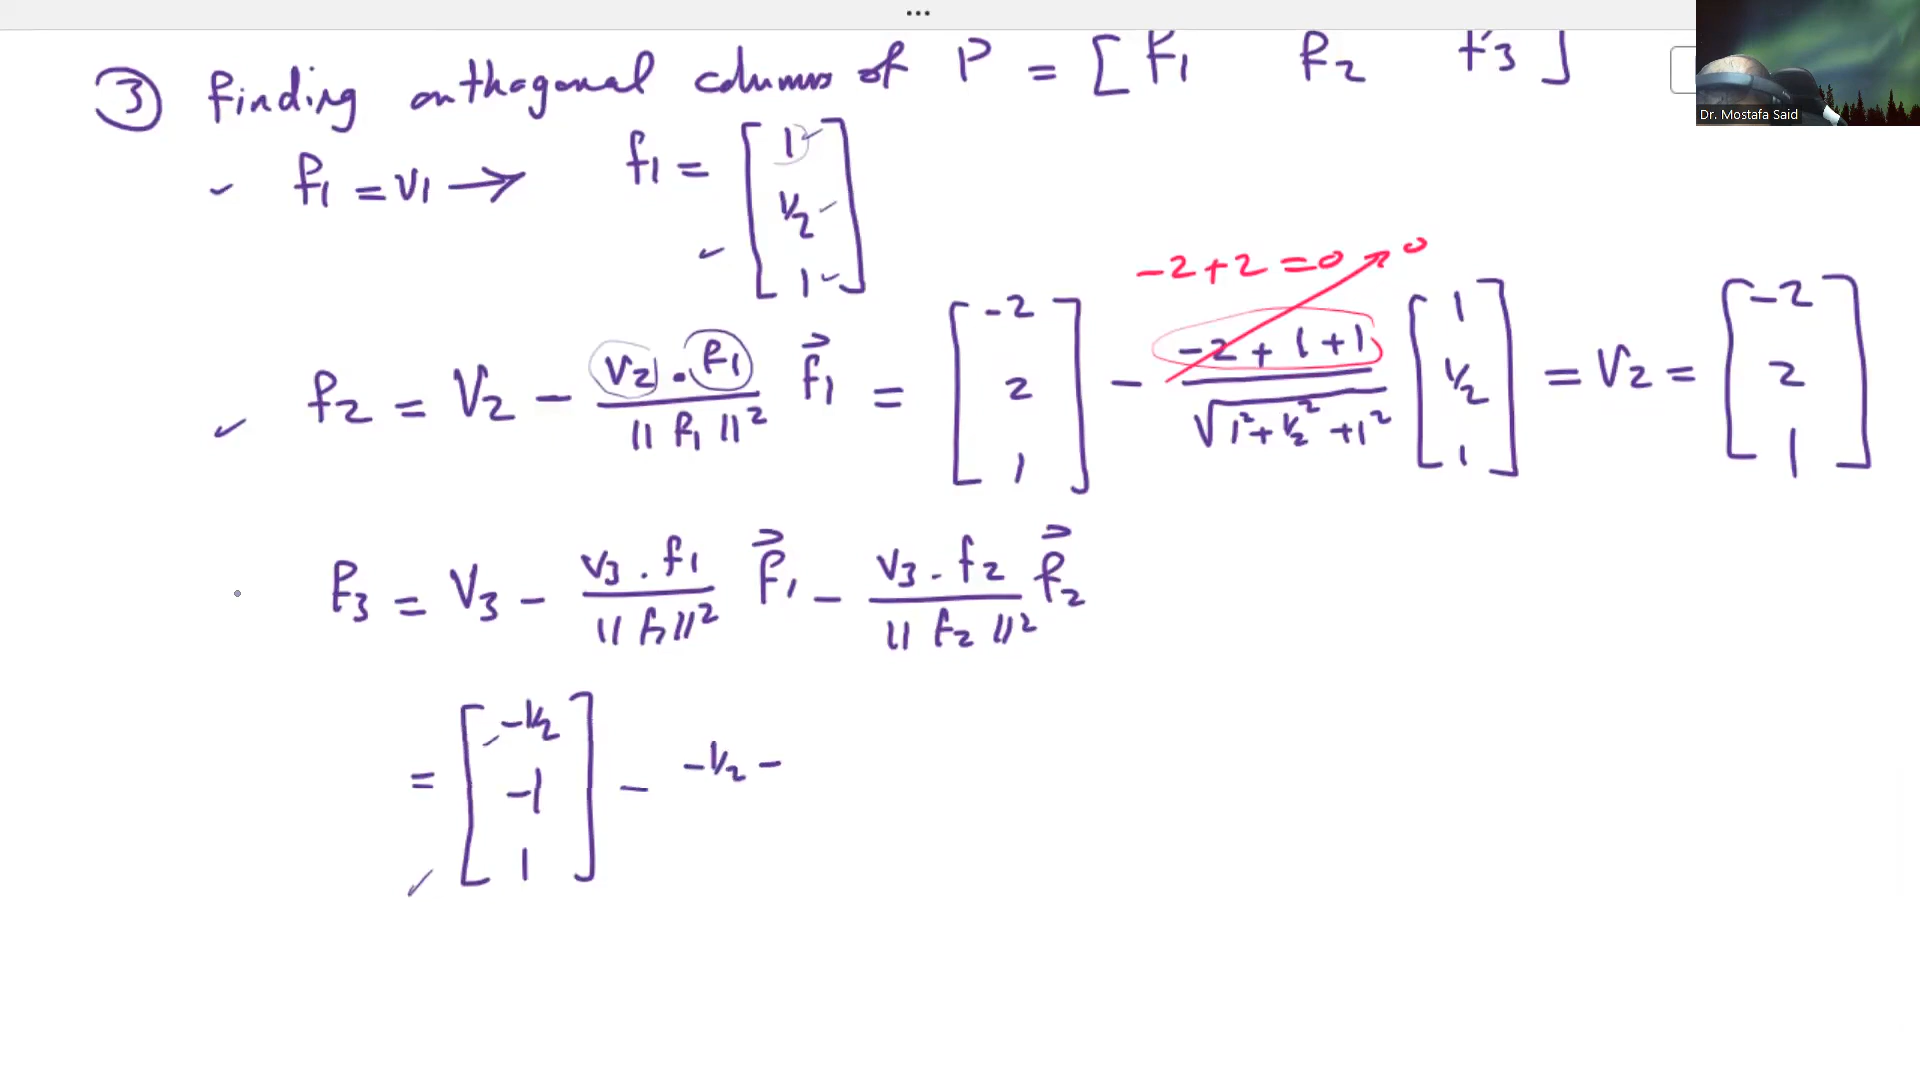 ...
③ Finding orthogonal columns of P = [F1 F2 F3]
Dr. Mostafa Said
f1 = v1 → f1 = [1 1/2 1]
-2+2=0 0
f2 = V2 - (V2 . F1) / ||F1||² f1 = [-2 2 1] - (-2+1+1) / √1²+1/2²+1² [1 1/2 1] = V2 = [-2 2 1]
F3 = V3 - (V3 . f1) / ||f1||² F1 - (V3 . f2) / ||f2||² F2
= [-1/2 -1 1] - -1/2 -